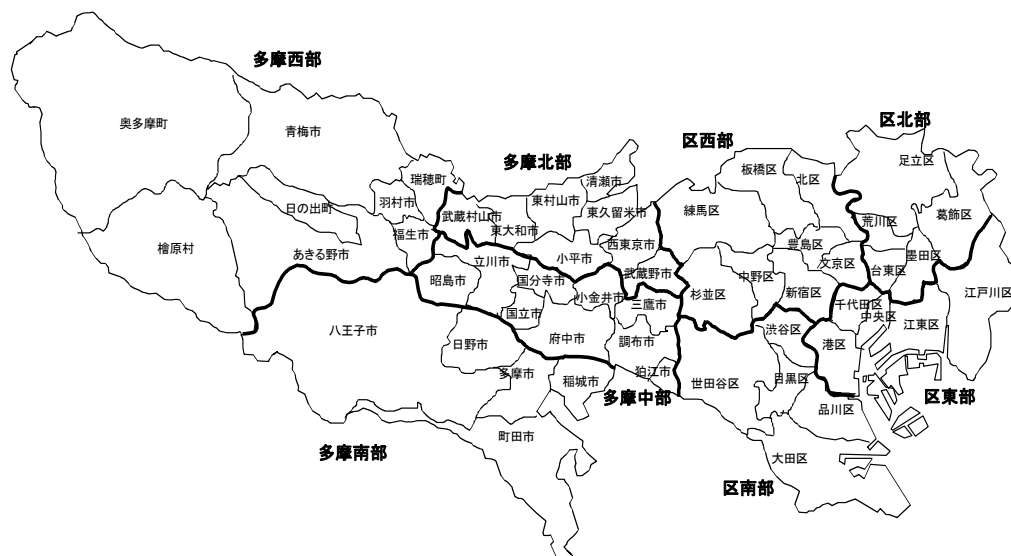 多摩西部
区北部
区西部
多摩北部
奥多摩町
青梅市
瑞穂町
羽村市
日の出町
福生市
あきる野市
檜原村
武蔵村山市
東大和市
東村山市
清瀬市
東久留米市
西東京市
小平市
武蔵野市
立川市
昭島市
国分寺市
小金井市
国立市
三鷹市
府中市
調布市
狛江市
八王子市
日野市
多摩市
稲城市
町田市
多摩中部
多摩南部
板橋区
北区
練馬区
豊島区
文京区
中野区
杉並区
新宿区
足立区
荒川区
葛飾区
墨田区
台東区
千代田区
中央区
江東区
江戸川区
港区
渋谷区
世田谷区
目黒区
品川区
大田区
区東部
区南部